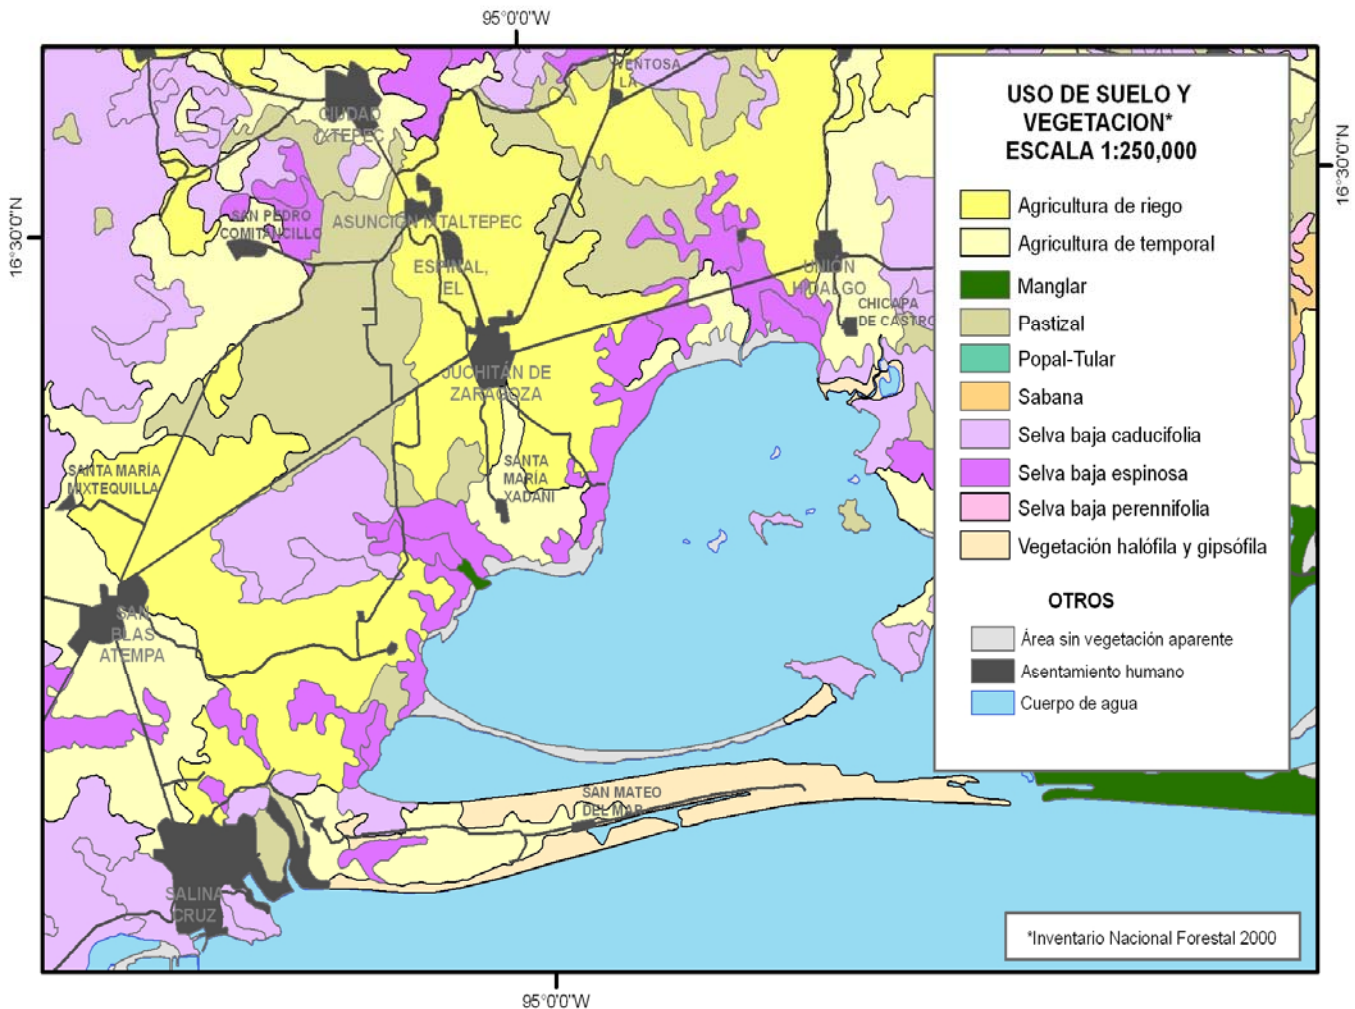 95°0'0"W
VENTOSA
LA
CIUDAD
IXTEPEC
USO DE SUELO Y
VEGETACION*
ESCALA 1:250,000
16°30'0"N
16°30'0"N
SAN PEDRO
COMITANCILLO
ASUNCIÓN IXTALTEPEC
ESPINAL,
EL
UNIÓN
HIDALGO
CHICAPA
DE CASTRO
JUCHITÁN DE
ZARAGOZA
SANTA MARÍA
MIXTEQUILLA
SANTA
MARÍA
XADANI
SAN
BLAS
ATEMPA
SAN MATEO
DEL MAR
SALINA
CRUZ
Agricultura de riego
Agricultura de temporal
Manglar
Pastizal
Popal-Tular
Sabana
Selva baja caducifolia
Selva baja espinosa
Selva baja perennifolia
Vegetación halófila y gipsófila
OTROS
Área sin vegetación aparente
Asentamiento humano
Cuerpo de agua
*Inventario Nacional Forestal 2000
95°0'0"W